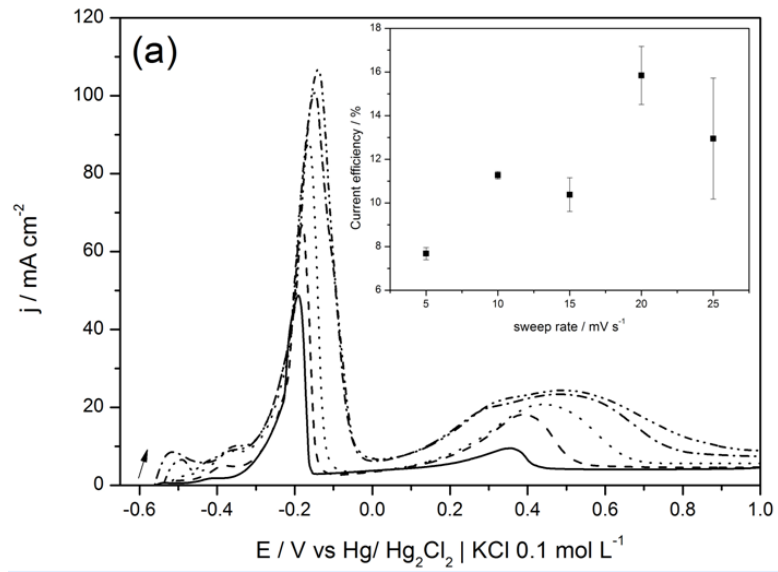 (a)
120
100
80
60
40
20
0
j / mA cm⁻²
-0.6 -0.4 -0.2 0.0 0.2 0.4 0.6 0.8 1.0
E / V vs Hg/ Hg₂Cl₂ | KCl 0.1 mol L⁻¹
18
16
14
12
10
8
6
Current efficiency / %
5 10 15 20 25
sweep rate / mV s⁻¹